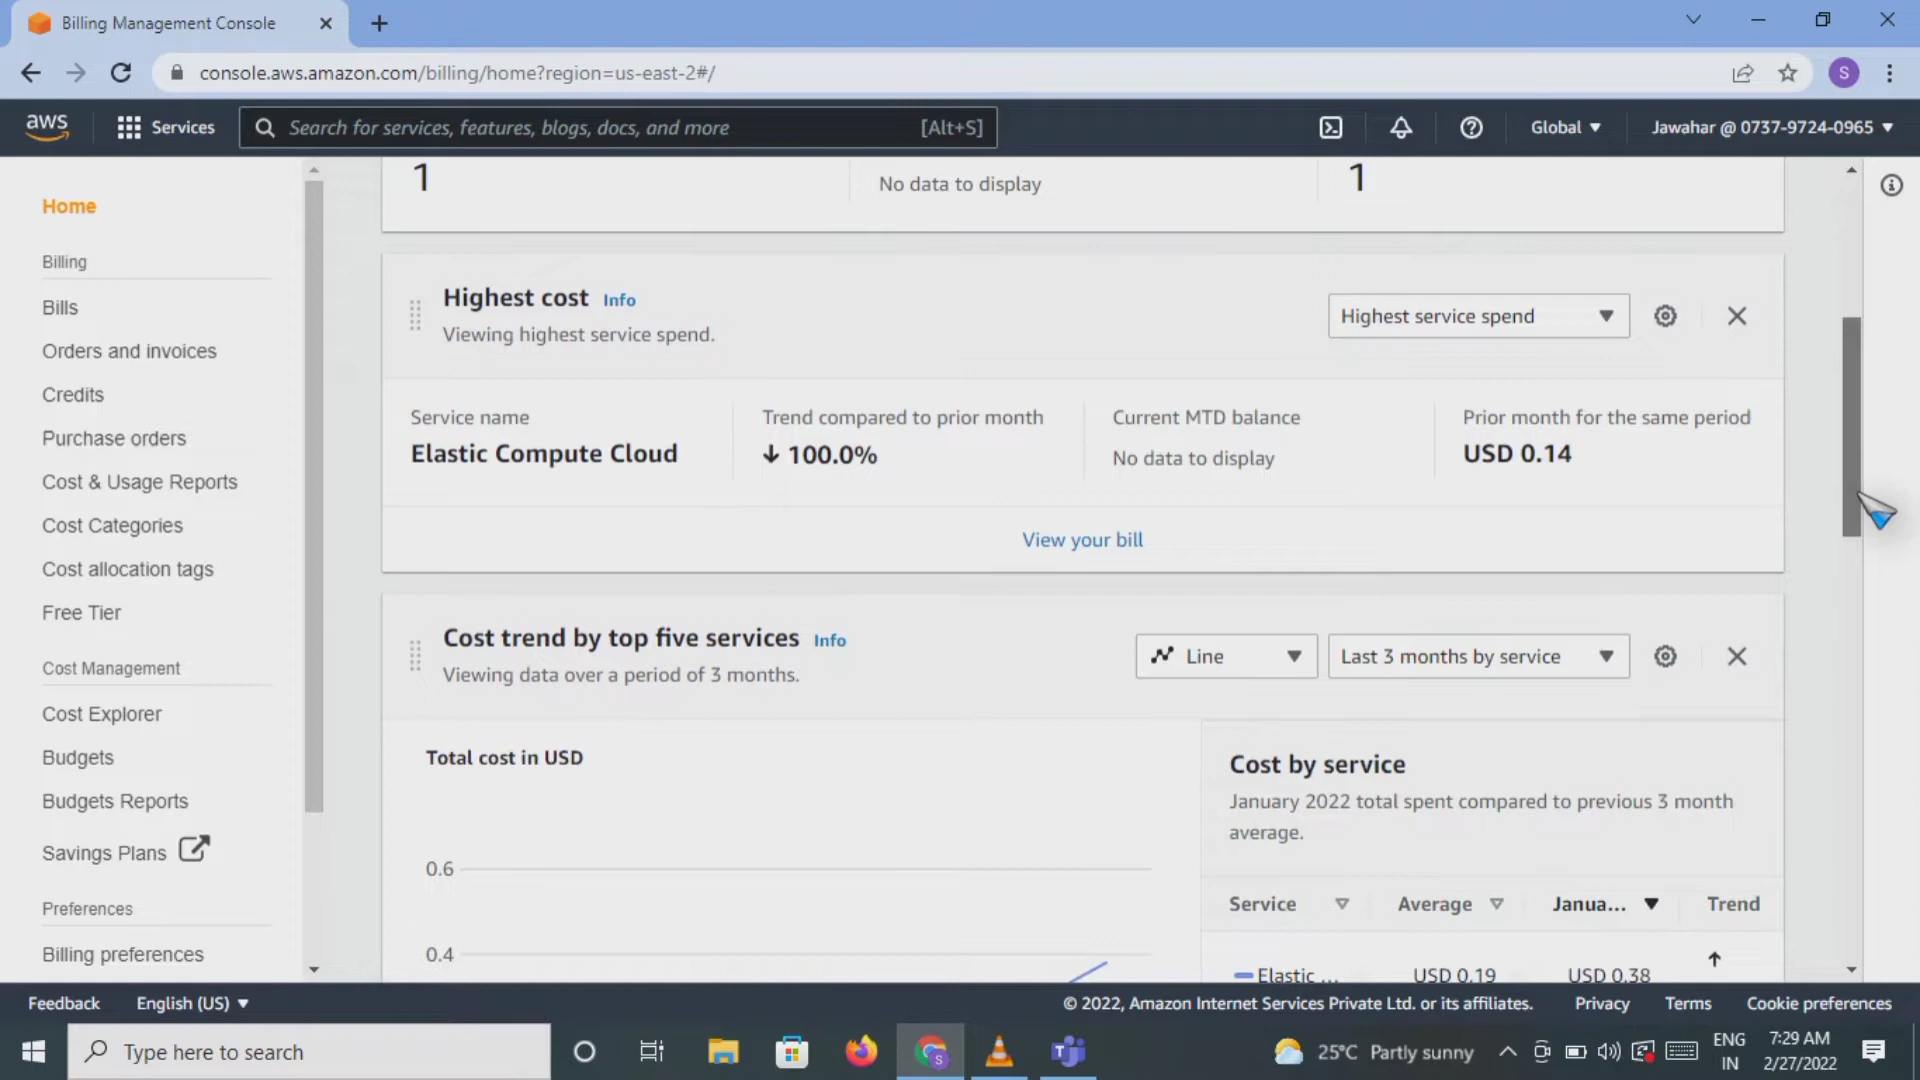 Billing Management Console
console.aws.amazon.com/billing/home?region=us-east-2#/
S
aws
Services
Search for services, features, blogs, docs, and more
[Alt+S]
Global
Jawahar @ 0737-9724-0965
Home
Billing
Bills
Orders and invoices
Credits
Purchase orders
Cost & Usage Reports
Cost Categories
Cost allocation tags
Free Tier
Cost Management
Cost Explorer
Budgets
Budgets Reports
Savings Plans
Preferences
Billing preferences
1
No data to display
1
Highest cost Info
Viewing highest service spend.
Highest service spend
Service name
Elastic Compute Cloud
Trend compared to prior month
↓ 100.0%
Current MTD balance
No data to display
Prior month for the same period
USD 0.14
View your bill
Cost trend by top five services Info
Viewing data over a period of 3 months.
Line
Last 3 months by service
Total cost in USD
0.6
0.4
Cost by service
January 2022 total spent compared to previous 3 month
average.
Service Average Janua... Trend
Elastic ... USD 0.19 USD 0.38 ↑
Feedback
English (US)
© 2022, Amazon Internet Services Private Ltd. or its affiliates.
Privacy
Terms
Cookie preferences
Type here to search
25°C Partly sunny
ENG
IN
7:29 AM
2/27/2022